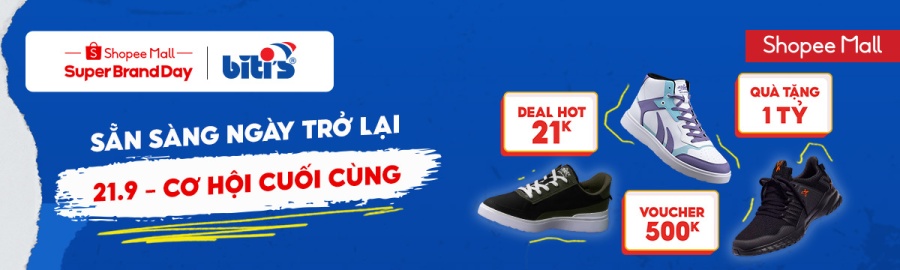 Shopee Mall
Super Brand Day
biti's®
Shopee Mall
SẴN SÀNG NGÀY TRỞ LẠI
21.9 - CƠ HỘI CUỐI CÙNG
DEAL HOT
21K
QUÀ TẶNG
1 TỶ
VOUCHER
500K